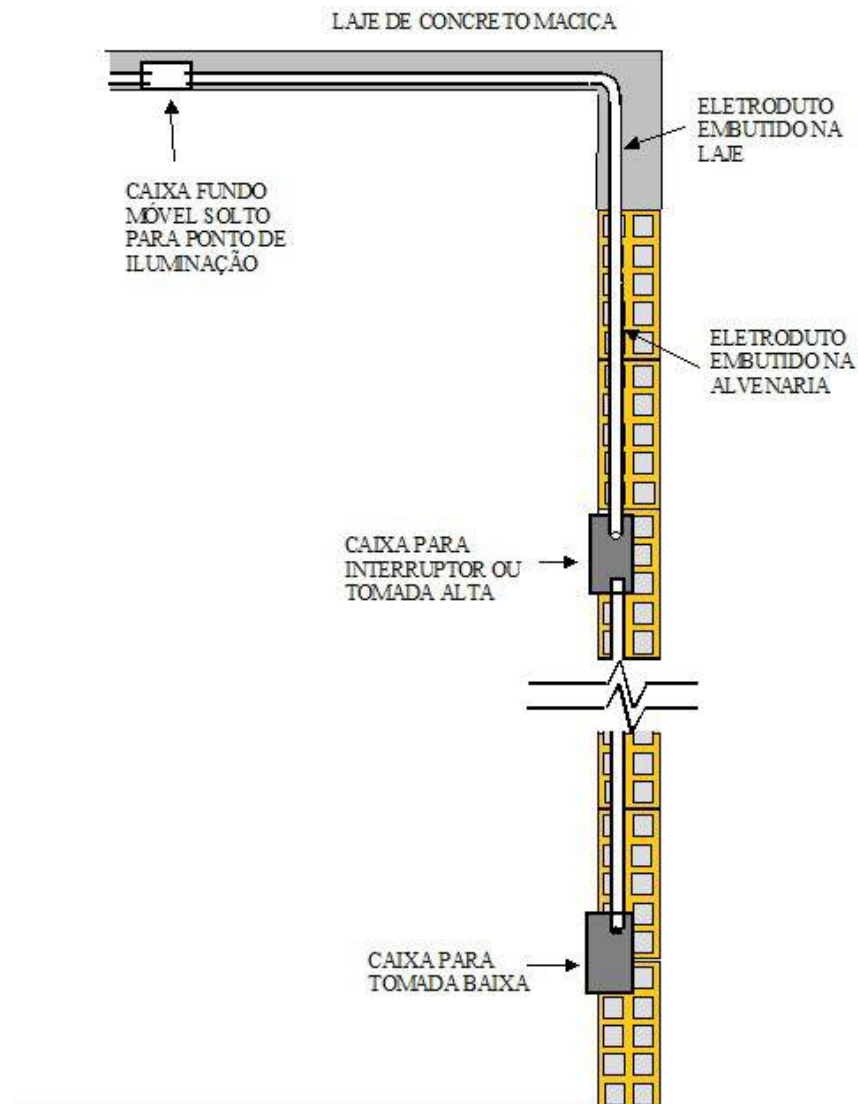 LAJE DE CONCRETO MACIÇA
ELETRODUTO
EMBUTIDO NA
LAJE
CAIXA FUNDO
MÓVEL SOLTO
PARA PONTO DE
ILUMINAÇÃO
ELETRODUTO
EMBUTIDO NA
ALVENARIA
CAIXA PARA
INTERRUPTOR OU
TOMADA ALTA
CAIXA PARA
TOMADA BAIXA